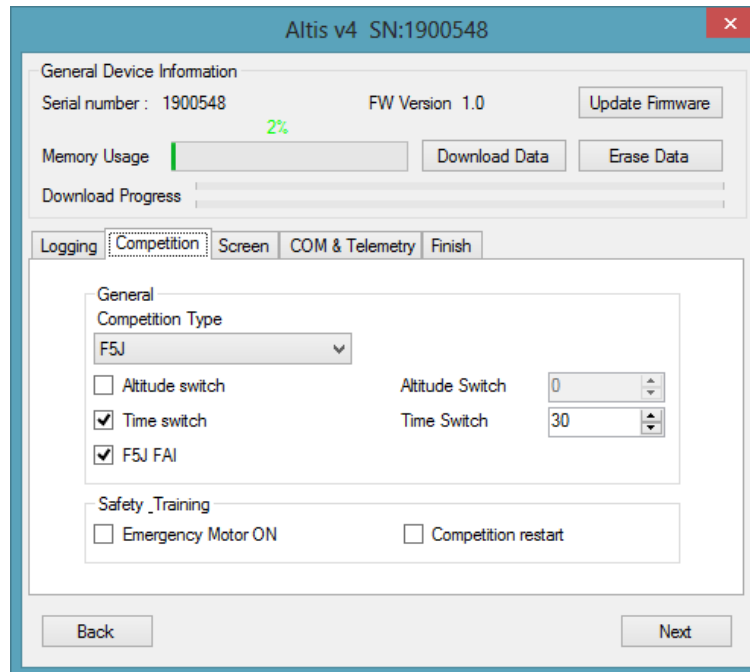 Altis v4 SN:1900548
General Device Information
Serial number : 1900548 FW Version 1.0 Update Firmware
2%
Memory Usage Download Data Erase Data
Download Progress
Logging Competition Screen COM & Telemetry Finish
General
Competition Type
F5J
Altitude switch Altitude Switch 0
Time switch Time Switch 30
F5J FAI
Safety_Training
Emergency Motor ON Competition restart
Back Next